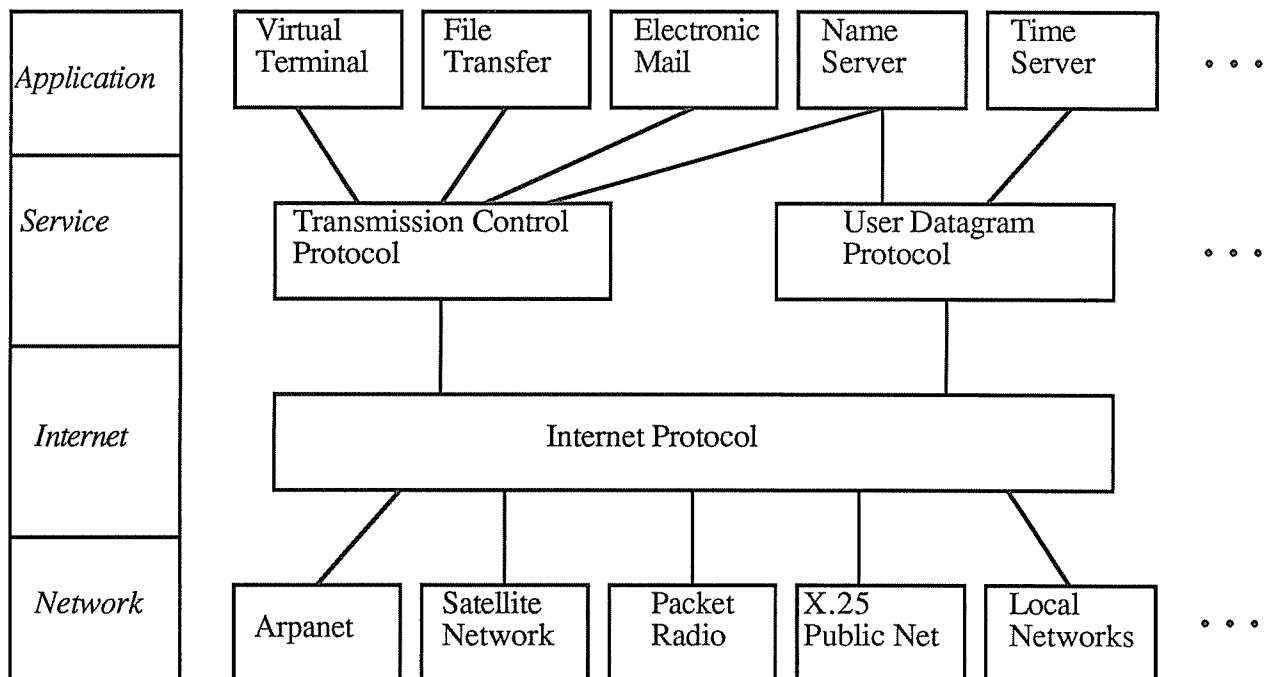 Application
Virtual
Terminal
File
Transfer
Electronic
Mail
Name
Server
Time
Server
Service
Transmission Control
Protocol
User Datagram
Protocol
Internet
Internet Protocol
Network
Arpanet
Satellite
Network
Packet
Radio
X.25
Public Net
Local
Networks